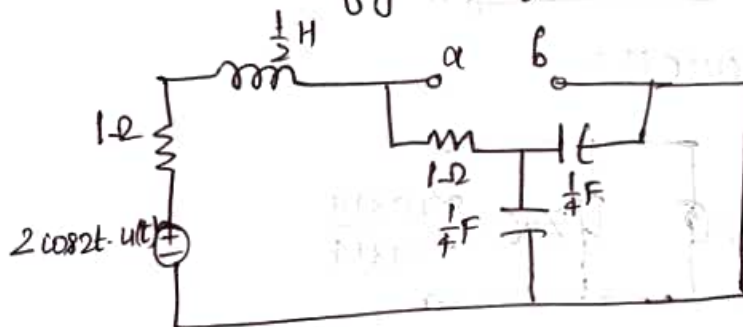 1/2 H
a
b
1Ω
1Ω
1/4 F
1/4 F
2 cos2t. u(t)
+
-